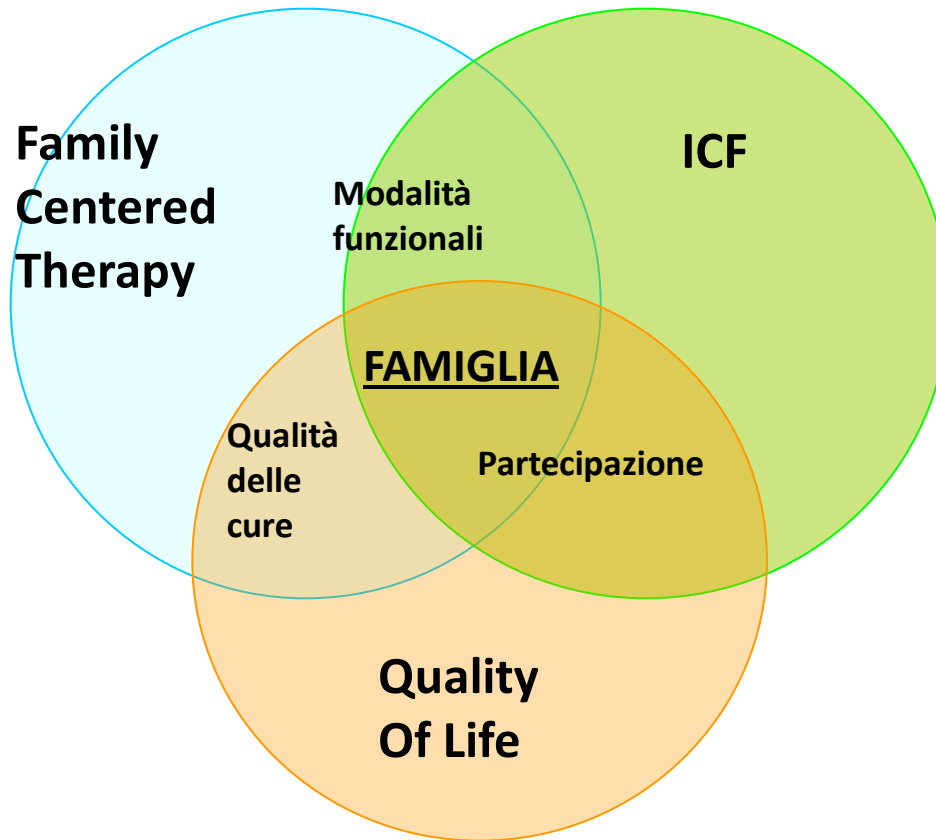 Family
Centered
Therapy
ICF
Modalità
funzionali
FAMIGLIA
Qualità
delle
cure
Partecipazione
Quality
Of Life